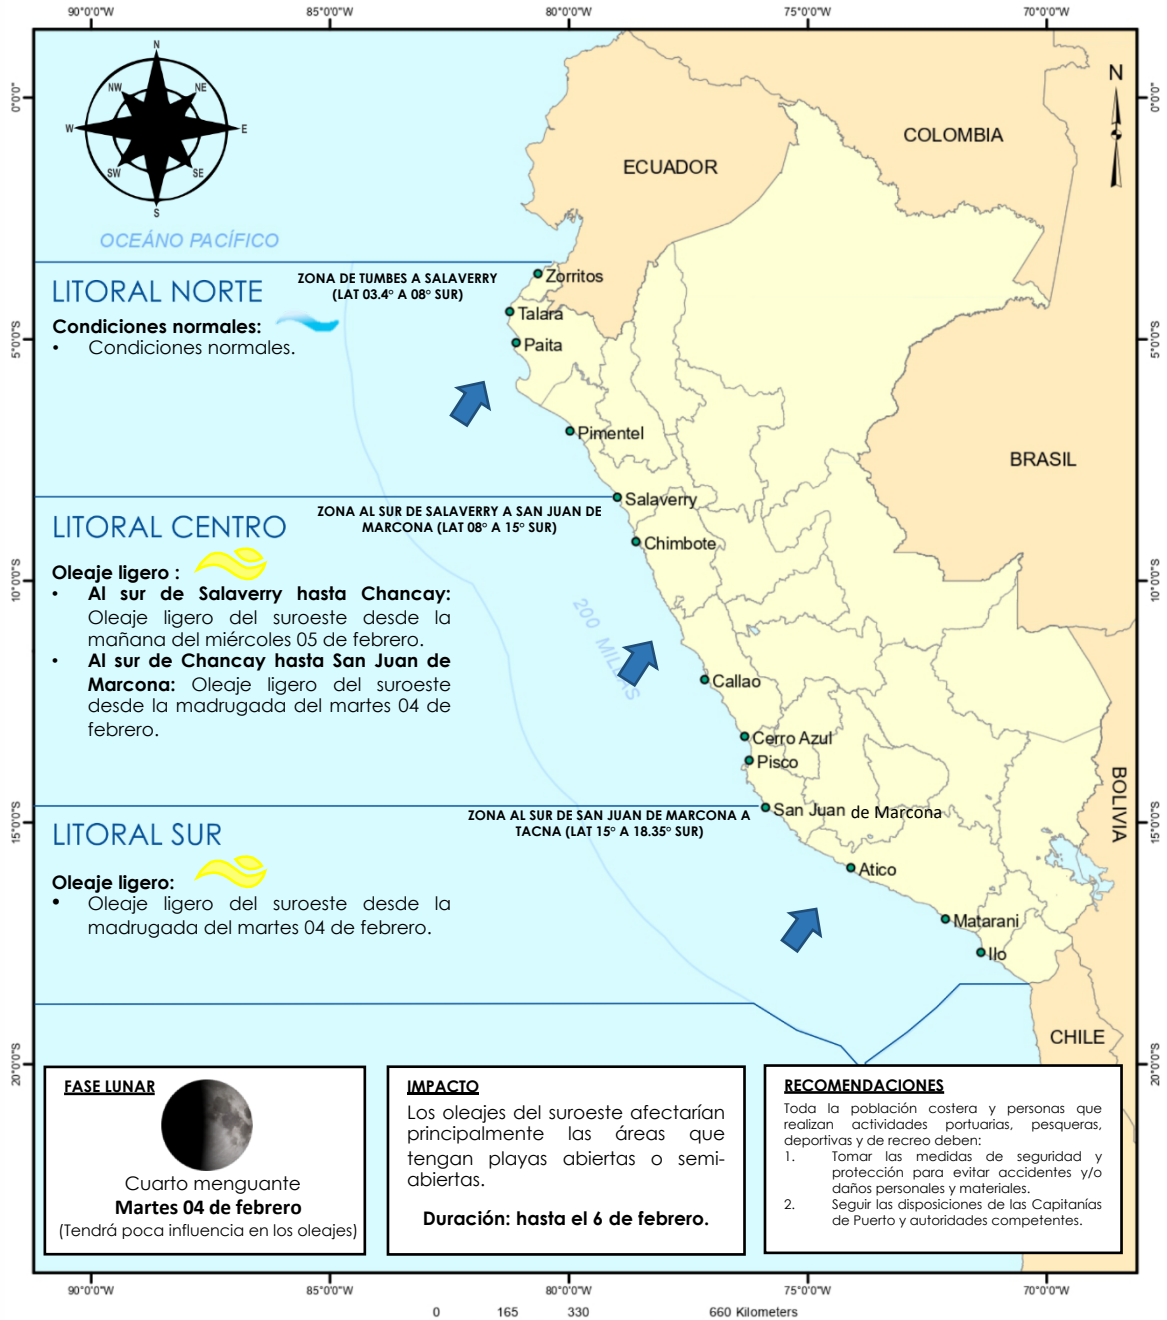 90°0'0"W 85°0'0"W 80°0'0"W 75°0'0"W 70°0'0"W
0°0'0" 5°0'0"S 10°0'0"S 15°0'0"S 20°0'0"S
N
NE
E
SE
S
SW
W
NW
N
OCEÁNO PACÍFICO
ECUADOR
COLOMBIA
BRASIL
BOLIVIA
CHILE
LITORAL NORTE
ZONA DE TUMBES A SALAVERRY
(LAT 03.4° A 08° SUR)
Condiciones normales:
• Condiciones normales.
Zorritos
Talara
Paita
Pimentel
Salaverry
LITORAL CENTRO
ZONA AL SUR DE SALAVERRY A SAN JUAN DE
MARCONA (LAT 08° A 15° SUR)
Oleaje ligero :
• Al sur de Salaverry hasta Chancay:
Oleaje ligero del suroeste desde la
mañana del miércoles 05 de febrero.
• Al sur de Chancay hasta San Juan de
Marcona: Oleaje ligero del suroeste
desde la madrugada del martes 04 de
febrero.
200 MILLAS
Chimbote
Callao
Cerro Azul
Pisco
San Juan de Marcona
LITORAL SUR
ZONA AL SUR DE SAN JUAN DE MARCONA A
TACNA (LAT 15° A 18.35° SUR)
Oleaje ligero:
• Oleaje ligero del suroeste desde la
madrugada del martes 04 de febrero.
Atico
Matarani
Ilo
FASE LUNAR
Cuarto menguante
Martes 04 de febrero
(Tendrá poca influencia en los oleajes)
IMPACTO
Los oleajes del suroeste afectarían
principalmente las áreas que
tengan playas abiertas o semi-
abiertas.
Duración: hasta el 6 de febrero.
RECOMENDACIONES
Toda la población costera y personas que
realizan actividades portuarias, pesqueras,
deportivas y de recreo deben:
1. Tomar las medidas de seguridad y
protección para evitar accidentes y/o
daños personales y materiales.
2. Seguir las disposiciones de las Capitanías
de Puerto y autoridades competentes.
0°0'0" 5°0'0"S 10°0'0"S 15°0'0"S 20°0'0"S
90°0'0"W 85°0'0"W 80°0'0"W 75°0'0"W 70°0'0"W
0 165 330 660 Kilometers